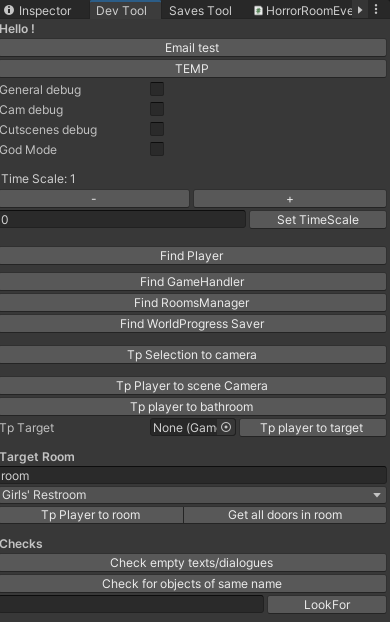 Inspector Dev Tool Saves Tool HorrorRoomEve
Hello !
Email test
TEMP
General debug
Cam debug
Cutscenes debug
God Mode
Time Scale: 1
- +
0 Set TimeScale
Find Player
Find GameHandler
Find RoomsManager
Find WorldProgress Saver
Tp Selection to camera
Tp Player to scene Camera
Tp player to bathroom
Tp Target None (Gam Tp player to target
Target Room
room
Girls' Restroom
Tp Player to room Get all doors in room
Checks
Check empty texts/dialogues
Check for objects of same name
LookFor